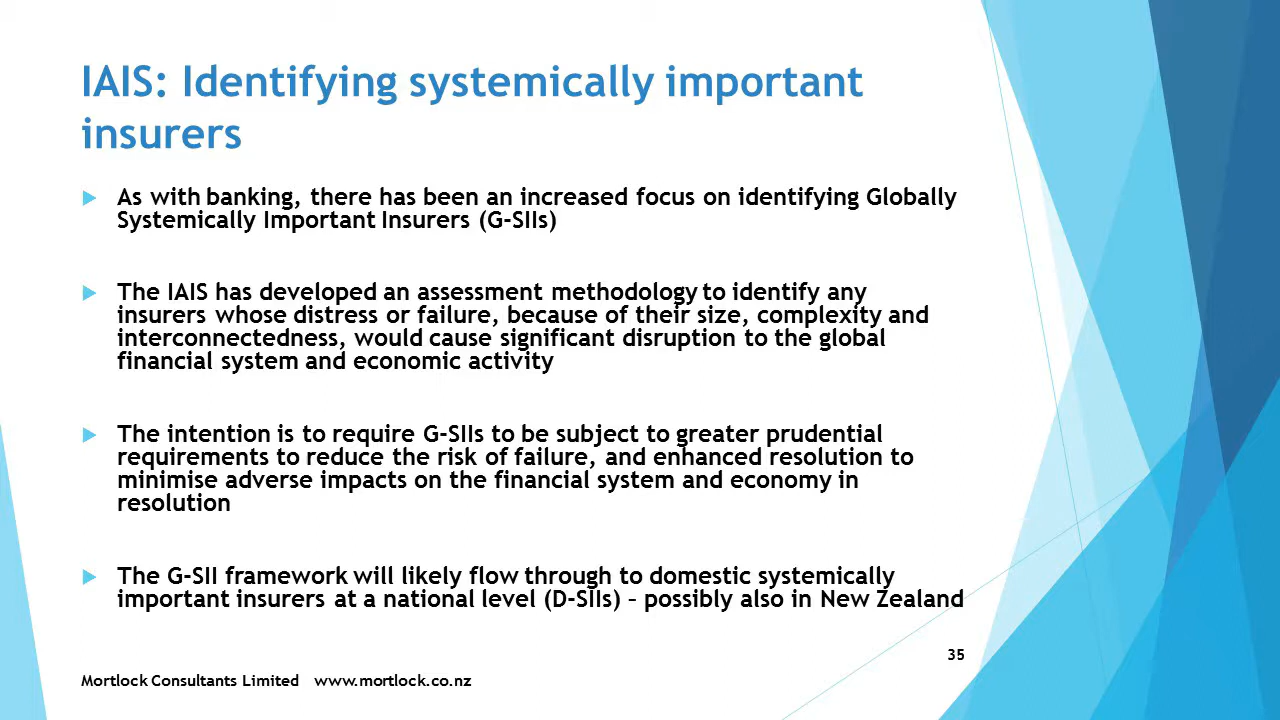 IAIS: Identifying systemically important
insurers
As with banking, there has been an increased focus on identifying Globally
Systemically Important Insurers (G-SIIs)
The IAIS has developed an assessment methodology to identify any
insurers whose distress or failure, because of their size, complexity and
interconnectedness, would cause significant disruption to the global
financial system and economic activity
The intention is to require G-SIIs to be subject to greater prudential
requirements to reduce the risk of failure, and enhanced resolution to
minimise adverse impacts on the financial system and economy in
resolution
The G-SII framework will likely flow through to domestic systemically
important insurers at a national level (D-SIIs) – possibly also in New Zealand
35
Mortlock Consultants Limited www.mortlock.co.nz